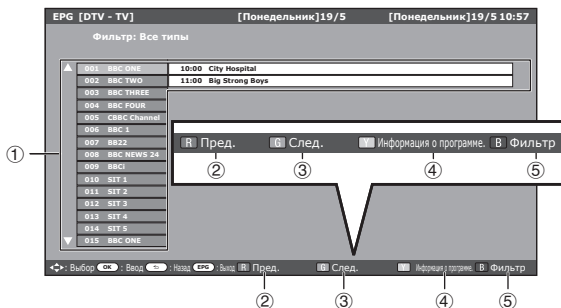 EPG [DTV - TV] [Понедельник]19/5 [Понедельник]19/5 10:57
Фильтр: Все типы
001 BBC ONE 10:00 City Hospital
002 BBC TWO 11:00 Big Strong Boys
003 BBC THREE
004 BBC FOUR
005 CBBC Channel
006 BBC 1
007 BB22
008 BBC NEWS 24
009 BBCi
010 SIT 1
011 SIT 2
012 SIT 3
013 SIT 4
014 SIT 5
015 BBC ONE
①
R Пред. G След. Y Информация о программе. B Фильтр
② ③ ④ ⑤
: Выбор OK : Ввод : Назад EPG : Выход R Пред. G След. Y Информация о программе. B Фильтр
② ③ ④ ⑤